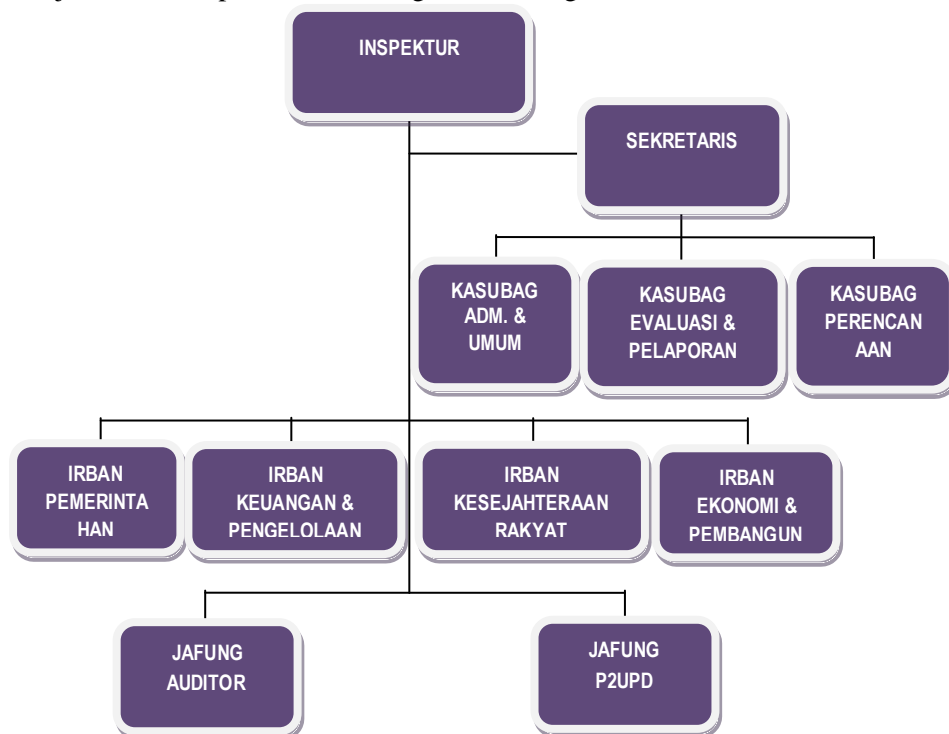 INSPEKTUR
SEKRETARIS
KASUBAG
ADM. &
UMUM
KASUBAG
EVALUASI &
PELAPORAN
KASUBAG
PERENCAN
AAN
IRBAN
PEMERINTA
HAN
IRBAN
KEUANGAN &
PENGELOLAAN
IRBAN
KESEJAHTERAAN
RAKYAT
IRBAN
EKONOMI &
PEMBANGUN
JAFUNG
AUDITOR
JAFUNG
P2UPD